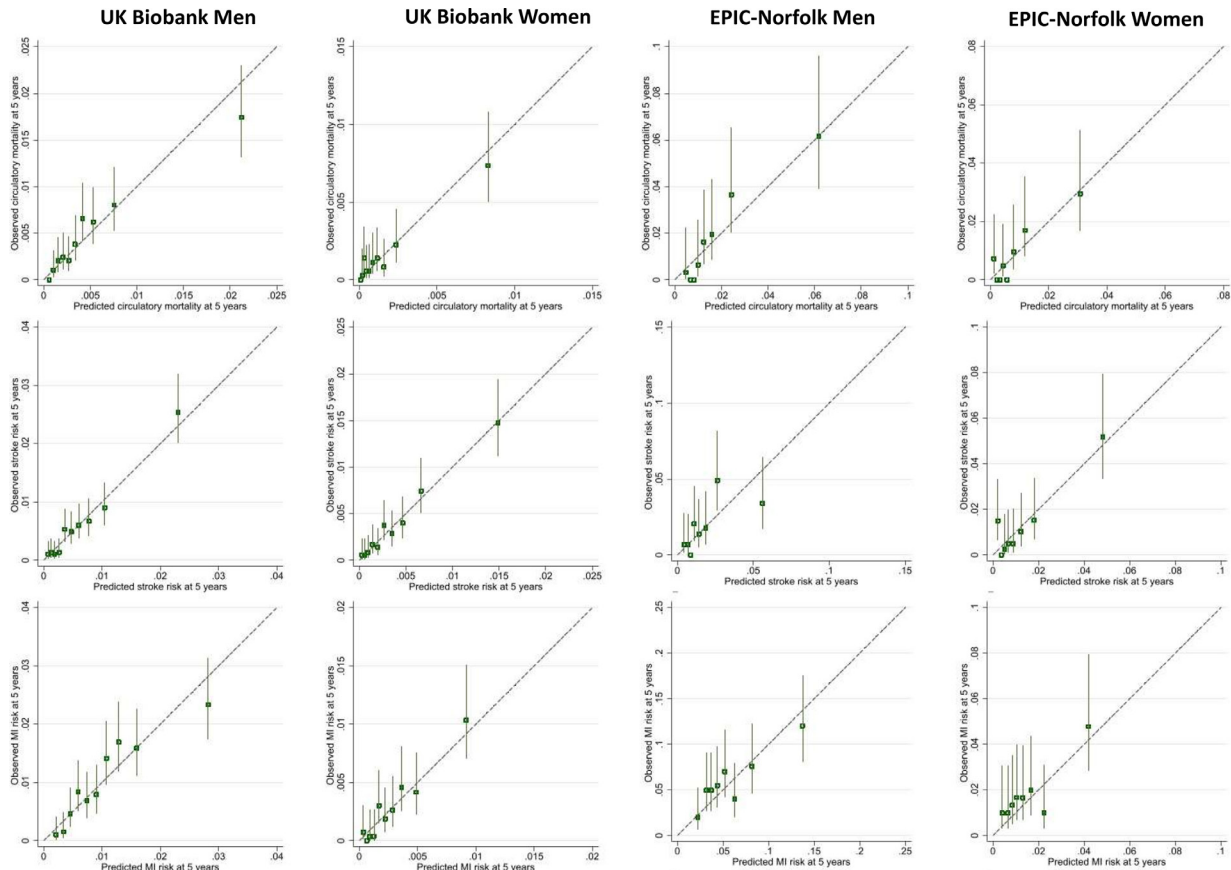 UK Biobank Men
UK Biobank Women
EPIC-Norfolk Men
EPIC-Norfolk Women
Observed circulatory mortality at 5 years
0 .005 .01 .015 .02 .025
0 .005 .01 .015 .02 .025
Predicted circulatory mortality at 5 years
Observed circulatory mortality at 5 years
0 .005 .01 .015
0 .005 .01 .015
Predicted circulatory mortality at 5 years
Observed circulatory mortality at 5 years
0 .02 .04 .06 .08 .1
0 .02 .04 .06 .08 .1
Predicted circulatory mortality at 5 years
Observed circulatory mortality at 5 years
0 .02 .04 .06 .08
0 .02 .04 .06 .08
Predicted circulatory mortality at 5 years
Observed stroke risk at 5 years
0 .01 .02 .03 .04
0 .01 .02 .03 .04
Predicted stroke risk at 5 years
Observed stroke risk at 5 years
0 .005 .01 .015 .02 .025
0 .005 .01 .015 .02 .025
Predicted stroke risk at 5 years
Observed stroke risk at 5 years
0 .05 .1 .15
0 .05 .1 .15
Predicted stroke risk at 5 years
Observed stroke risk at 5 years
0 .02 .04 .06 .08 .1
0 .02 .04 .06 .08 .1
Predicted stroke risk at 5 years
Observed MI risk at 5 years
0 .01 .02 .03 .04
0 .01 .02 .03 .04
Predicted MI risk at 5 years
Observed MI risk at 5 years
0 .005 .01 .015 .02
0 .005 .01 .015 .02
Predicted MI risk at 5 years
Observed MI risk at 5 years
0 .05 .1 .15 .2 .25
0 .05 .1 .15 .2 .25
Predicted MI risk at 5 years
Observed MI risk at 5 years
0 .02 .04 .06 .08 .1
0 .02 .04 .06 .08 .1
Predicted MI risk at 5 years